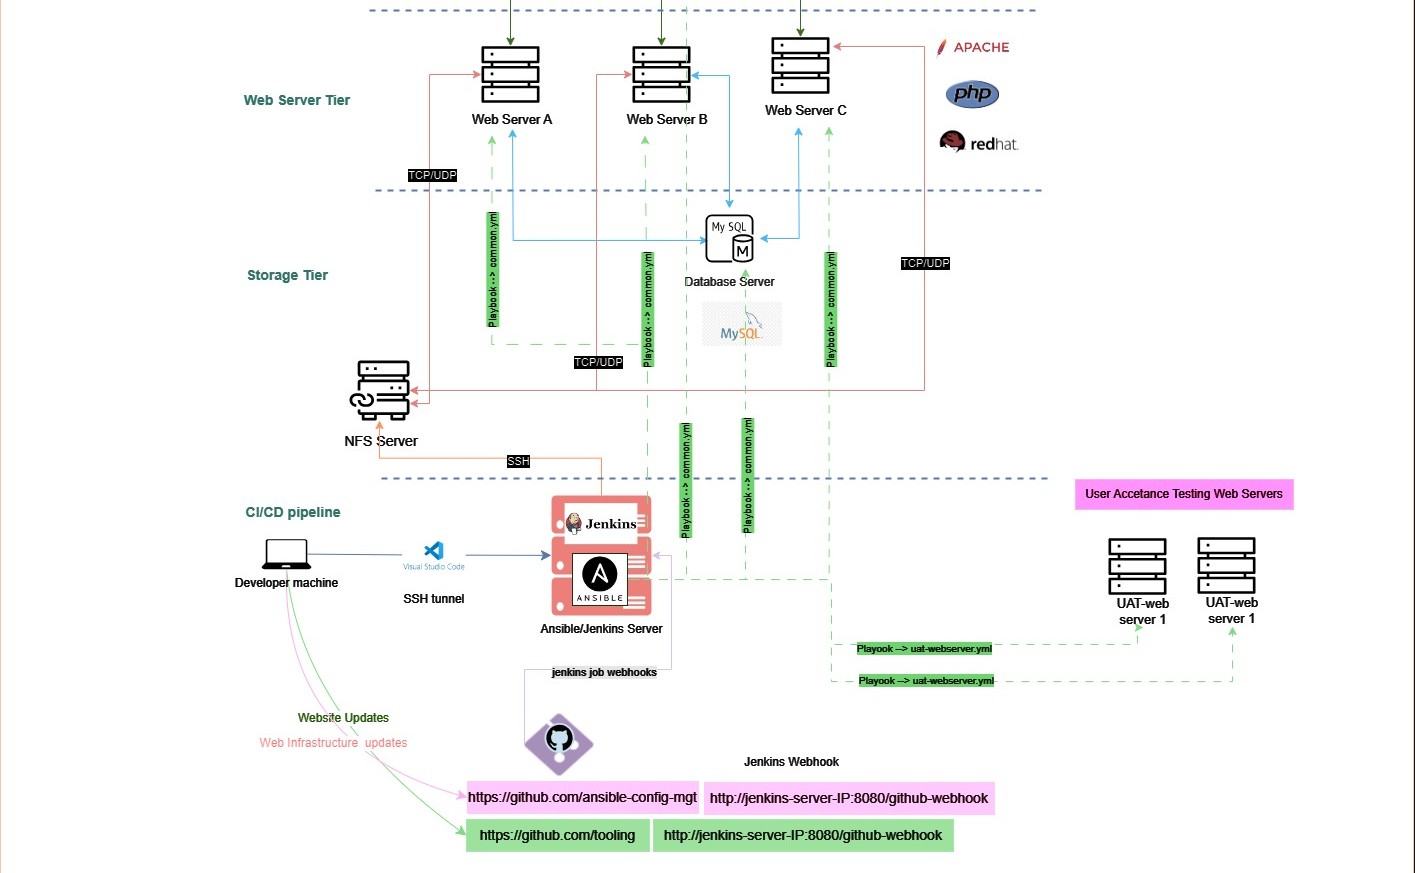 APACHE
Web Server Tier
php
Web Server A
Web Server B
Web Server C
redhat.
TCP/UDP
Playbook --> common.yml
My SQL
M
Playbook --> common.yml
Playbook --> common.yml
TCP/UDP
Storage Tier
Database Server
MySQL
TCP/UDP
NFS Server
SSH
Playbook --> common.yml
Playbook --> common.yml
User Accetance Testing Web Servers
CI/CD pipeline
Jenkins
Visual Studio Code
Developer machine
SSH tunnel
ANSIBLE
UAT-web
server 1
UAT-web
server 1
Ansible/Jenkins Server
Playook --> uat-webserver.yml
jenkins job webhooks
Playook --> uat-webserver.yml
Website Updates
Web Infrastructure updates
Jenkins Webhook
https://github.com/ansible-config-mgt
http://jenkins-server-IP:8080/github-webhook
https://github.com/tooling
http://jenkins-server-IP:8080/github-webhook